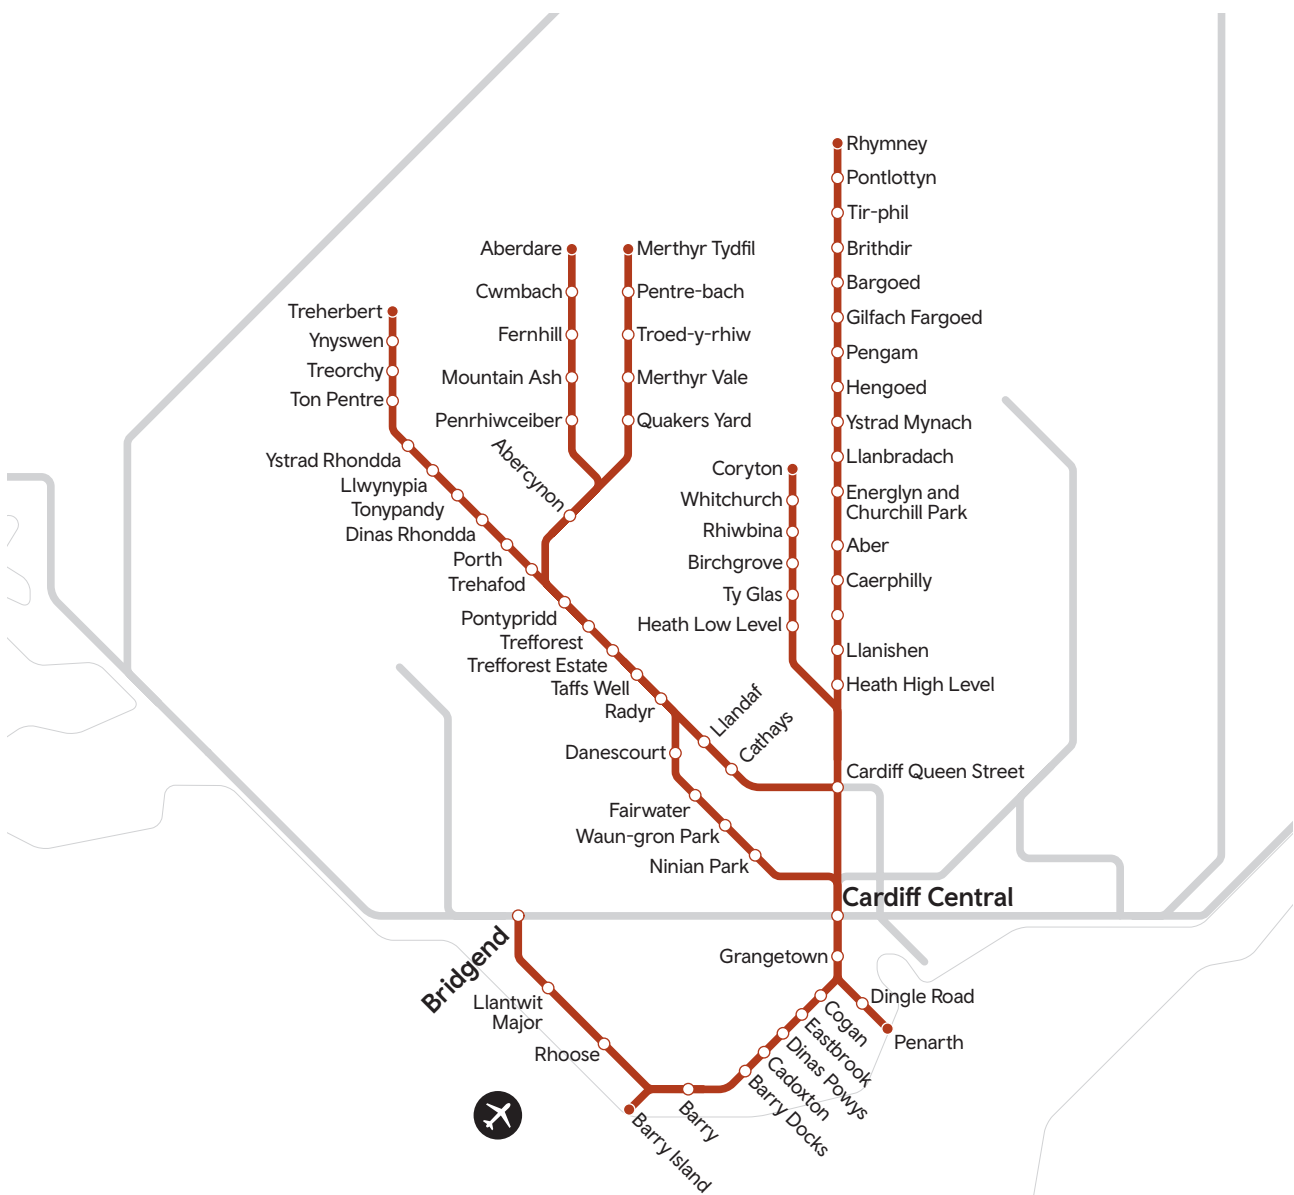 Rhymney
Pontlottyn
Tir-phil
Brithdir
Bargoed
Gilfach Fargoed
Pengam
Hengoed
Ystrad Mynach
Llanbradach
Energlyn and
Churchill Park
Aber
Caerphilly
Llanishen
Heath High Level
Aberdare
Cwmbach
Fernhill
Mountain Ash
Penrhiwceiber
Merthyr Tydfil
Pentre-bach
Troed-y-rhiw
Merthyr Vale
Quakers Yard
Abercynon
Treherbert
Ynyswen
Treorchy
Ton Pentre
Ystrad Rhondda
Llwynypia
Tonypandy
Dinas Rhondda
Porth
Trehafod
Pontypridd
Trefforest
Trefforest Estate
Taffs Well
Radyr
Coryton
Whitchurch
Rhiwbina
Birchgrove
Ty Glas
Heath Low Level
Llandaf
Cathays
Danescourt
Fairwater
Waun-gron Park
Ninian Park
Cardiff Queen Street
Cardiff Central
Grangetown
Dingle Road
Penarth
Cogan
Eastbrook
Dinas Powys
Cadoxton
Barry Docks
Barry
Barry Island
Bridgend
Llantwit
Major
Rhoose